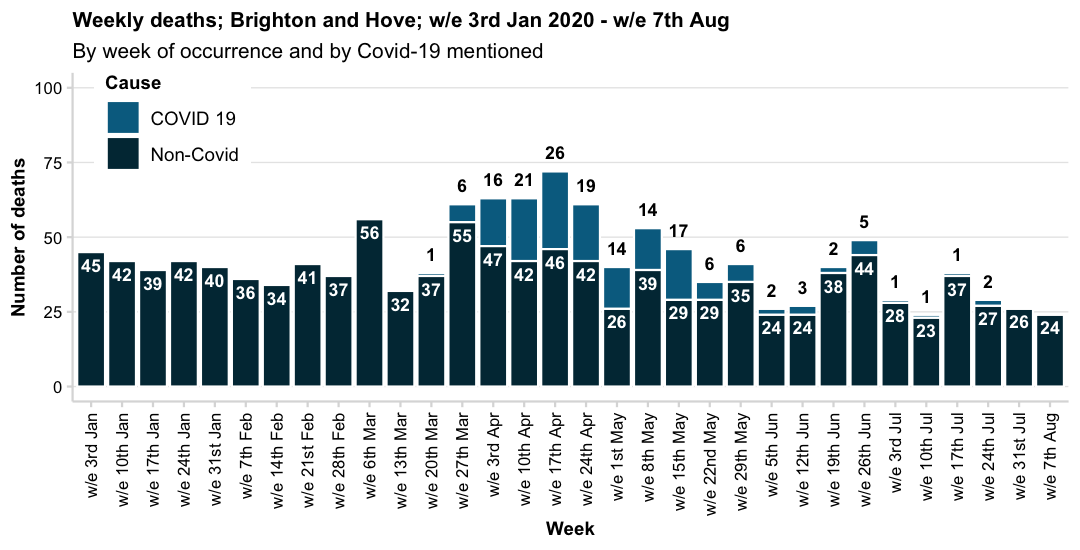 Weekly deaths; Brighton and Hove; w/e 3rd Jan 2020 - w/e 7th Aug
By week of occurrence and by Covid-19 mentioned
Cause
COVID 19
Non-Covid
Number of deaths
100
75
50
25
0
6 16 21 26 19 14 14 17 6 6 2 3 2 5 1 1 1 2
1
45 42 39 42 40 36 34 41 37 56 32 37 55 47 42 46 42 26 39 29 29 35 24 24 38 44 28 23 37 27 26 24
w/e 3rd Jan
w/e 10th Jan
w/e 17th Jan
w/e 24th Jan
w/e 31st Jan
w/e 7th Feb
w/e 14th Feb
w/e 21st Feb
w/e 28th Feb
w/e 6th Mar
w/e 13th Mar
w/e 20th Mar
w/e 27th Mar
w/e 3rd Apr
w/e 10th Apr
w/e 17th Apr
w/e 24th Apr
w/e 1st May
w/e 8th May
w/e 15th May
w/e 22nd May
w/e 29th May
w/e 5th Jun
w/e 12th Jun
w/e 19th Jun
w/e 26th Jun
w/e 3rd Jul
w/e 10th Jul
w/e 17th Jul
w/e 24th Jul
w/e 31st Jul
w/e 7th Aug
Week